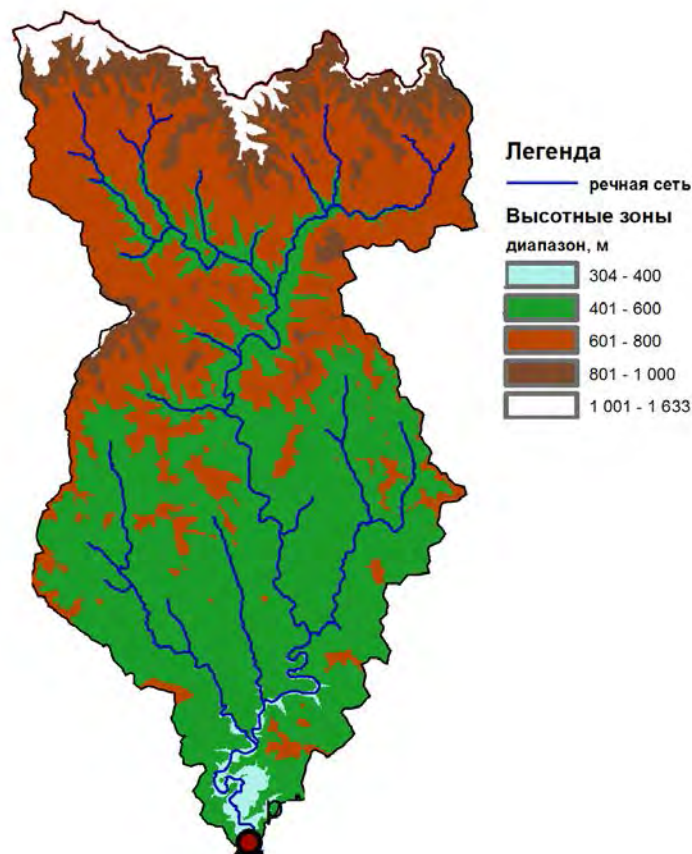 Легенда
речная сеть
Высотные зоны
диапазон, м
304 - 400
401 - 600
601 - 800
801 - 1 000
1 001 - 1 633